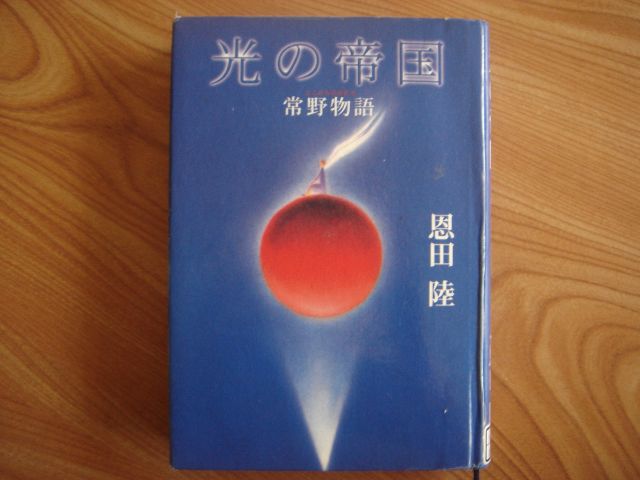 光の帝国
常野物語
恩田 陸